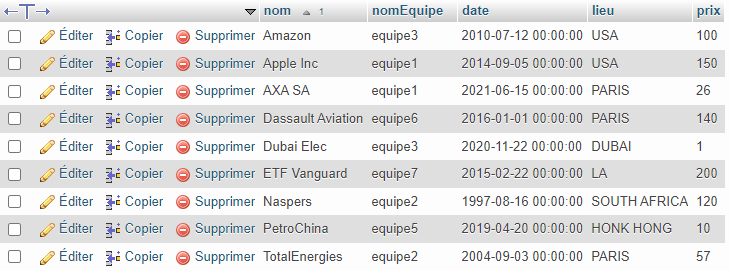 nom 1 nomEquipe date lieu prix
Éditer Copier Supprimer Amazon equipe3 2010-07-12 00:00:00 USA 100
Éditer Copier Supprimer Apple Inc equipe1 2014-09-05 00:00:00 USA 150
Éditer Copier Supprimer AXA SA equipe1 2021-06-15 00:00:00 PARIS 26
Éditer Copier Supprimer Dassault Aviation equipe6 2016-01-01 00:00:00 PARIS 140
Éditer Copier Supprimer Dubai Elec equipe3 2020-11-22 00:00:00 DUBAI 1
Éditer Copier Supprimer ETF Vanguard equipe7 2015-02-22 00:00:00 LA 200
Éditer Copier Supprimer Naspers equipe2 1997-08-16 00:00:00 SOUTH AFRICA 120
Éditer Copier Supprimer PetroChina equipe5 2019-04-20 00:00:00 HONK HONG 10
Éditer Copier Supprimer TotalEnergies equipe2 2004-09-03 00:00:00 PARIS 57